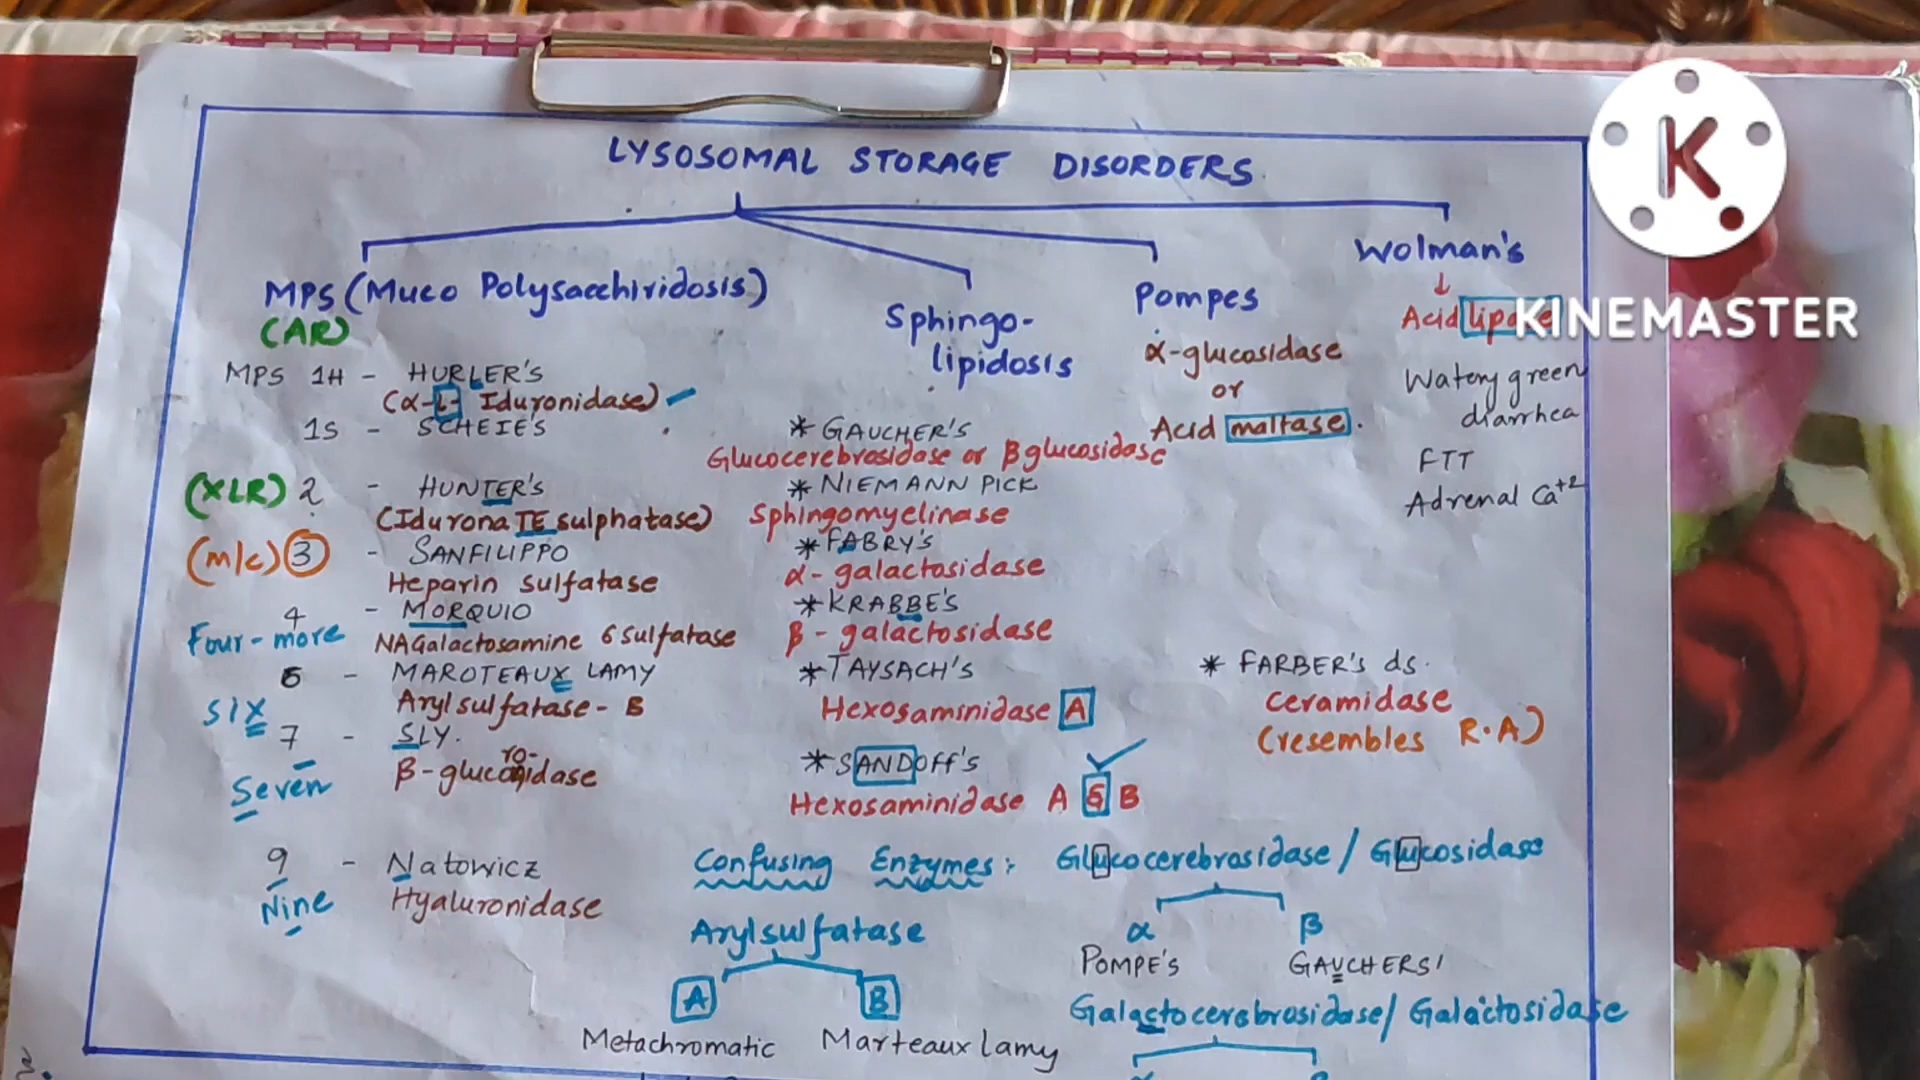 LYSOSOMAL STORAGE DISORDERS
MPS (Muco Polysacchiridosis)
(AR)
MPS 1H - HURLER'S
(α-L- Iduronidase)
1S - SCHEIE'S
(XLR) 2 - HUNTER'S
(IduronaTE sulphatase)
(m/c) 3 - SANFILIPPO
Heparin sulfatase
4 - MORQUIO
Four-more NAGalactosamine 6 sulfatase
6 - MAROTEAUX LAMY
SIX Arylsulfatase - B
7 - SLY.
Seven β-glucoronidase
9 - Natowicz
Nine Hyaluronidase
Sphingo-
lipidosis
* GAUCHER'S
Glucocerebrosidase or βglucosidase
* NIEMANN PICK
Sphingomyelinase
* FABRY'S
α- galactosidase
* KRABBE'S
β - galactosidase
* TAYSACH'S
Hexosaminidase A
* SANDOFF'S
Hexosaminidase A & B
Pompes
α-glucosidase
or
Acid maltase.
Wolman's
Acid lipase
Watery green
diarrhea
FTT
Adrenal Ca+2
* FARBER'S ds.
Ceramidase
(resembles R.A)
Confusing Enzymes:
Arylsulfatase
A B
Metachromatic Marteaux lamy
Glucocerebrosidase / Glucosidase
α β
POMPE'S GAUCHERS'
Galactocerebrosidase/ Galactosidase
K
KINEMASTER